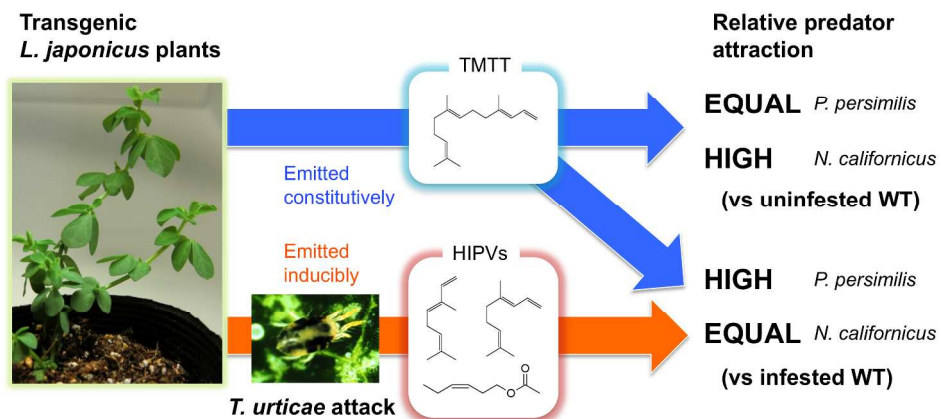 Transgenic
L. japonicus plants
Relative predator
attraction
TMTT
EQUAL P. persimilis
HIGH N. californicus
(vs uninfested WT)
Emitted
constitutively
Emitted
inducibly
HIPVs
HIGH P. persimilis
EQUAL N. californicus
(vs infested WT)
O
O
T. urticae attack